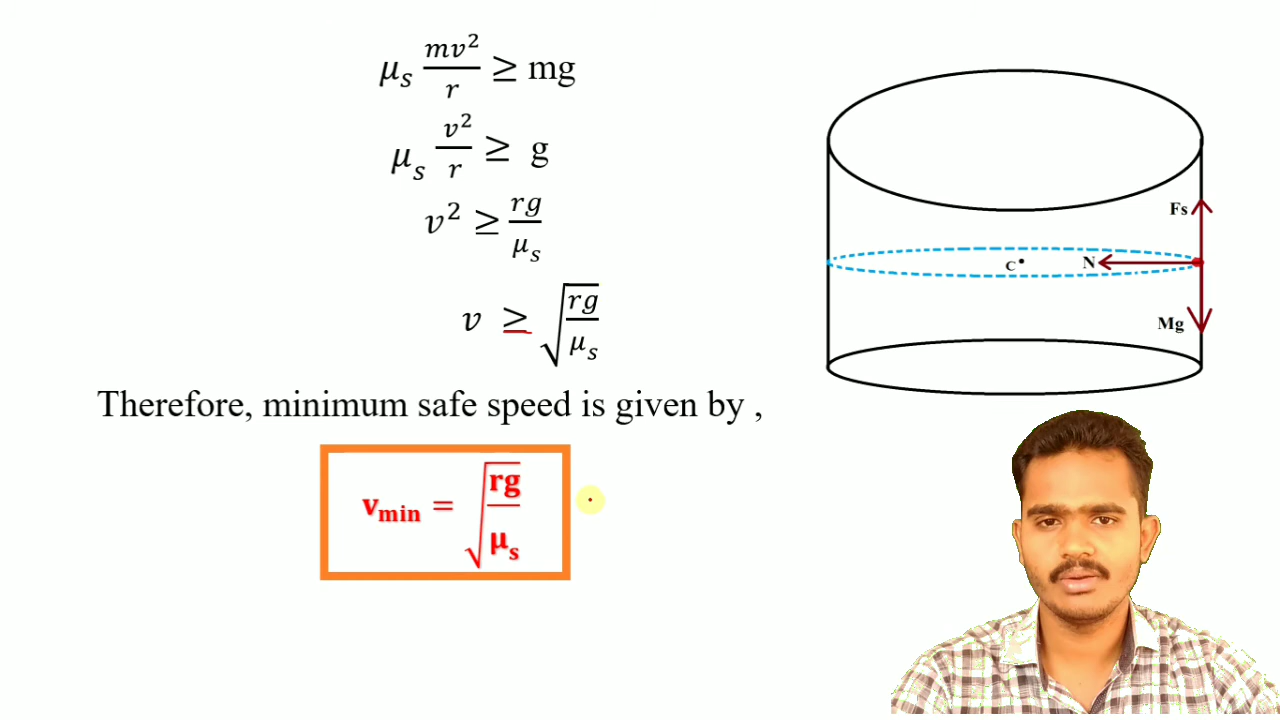 μₛ mv²/r ≥ mg
μₛ v²/r ≥ g
v² ≥ rg/μₛ
v ≥ √(rg/μₛ)
Therefore, minimum safe speed is given by ,
v_min = √(rg/μₛ)
Fs
C
N
Mg